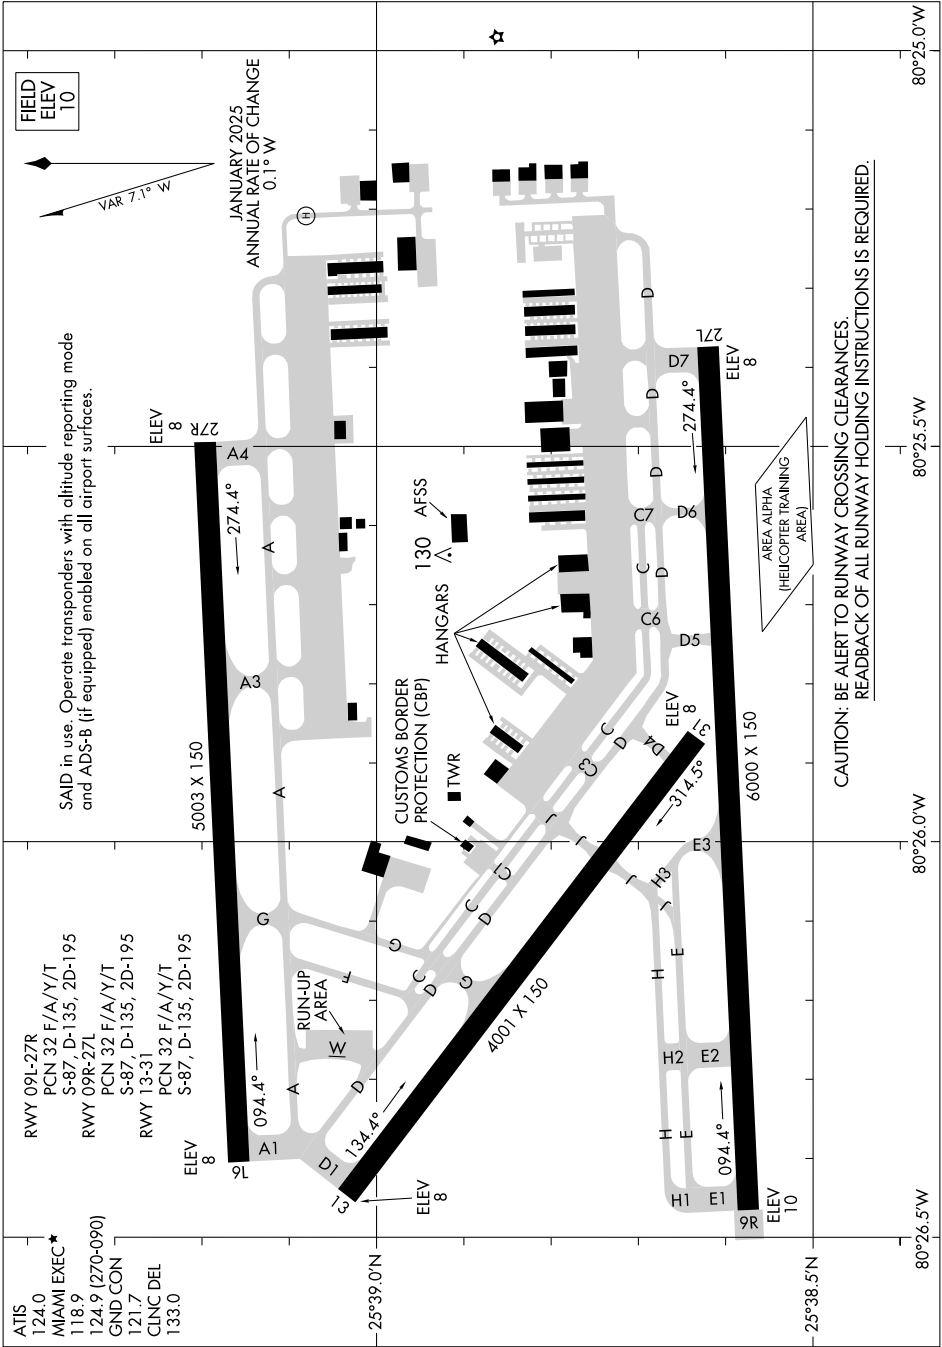 ATIS
124.0
MIAMI EXEC★
118.9
124.9 (270-090)
GND CON
121.7
CLNC DEL
133.0
RWY 09L-27R
PCN 32 F/A/Y/T
S-87, D-135, 2D-195
RWY 09R-27L
PCN 32 F/A/Y/T
S-87, D-135, 2D-195
RWY 13-31
PCN 32 F/A/Y/T
S-87, D-135, 2D-195
SAID in use. Operate transponders with altitude reporting mode
and ADS-B (if equipped) enabled on all airport surfaces.
FIELD
ELEV
10
VAR 7.1° W
JANUARY 2025
ANNUAL RATE OF CHANGE
0.1° W
H
ELEV
8
9L
094.4°
A1
5003 X 150
274.4°
27R
ELEV
8
A4
A3
A
A
A
G
G
G
F
RUN-UP
AREA
W
D
D1
13
ELEV
8
134.4°
4001 X 150
314.5°
31
ELEV
8
D4
C
D
C
D
C1
C3
C
D
J
J
J
J
CUSTOMS BORDER
PROTECTION (CBP)
TWR
HANGARS
130
AFSS
C6
C
D
C7
D5
D6
D
D
D
D7
27L
ELEV
8
274.4°
6000 X 150
E3
H3
H
E
H2
E2
H
E
H1
E1
094.4°
9R
ELEV
10
AREA ALPHA
(HELICOPTER TRAINING
AREA)
CAUTION: BE ALERT TO RUNWAY CROSSING CLEARANCES.
READBACK OF ALL RUNWAY HOLDING INSTRUCTIONS IS REQUIRED.
25°39.0'N
25°38.5'N
80°26.5'W
80°26.0'W
80°25.5'W
80°25.0'W